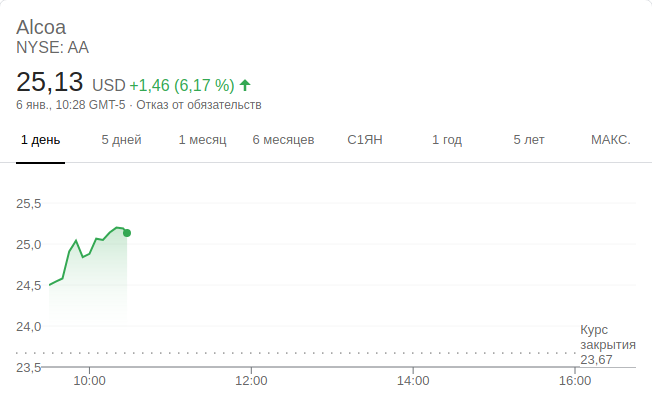 Alcoa
NYSE: AA
25,13 USD +1,46 (6,17 %)
6 янв., 10:28 GMT-5 · Отказ от обязательств
1 день 5 дней 1 месяц 6 месяцев С1ЯН 1 год 5 лет МАКС.
25,5
25,0
24,5
24,0
Курс
закрытия
23,67
23,5
10:00 12:00 14:00 16:00